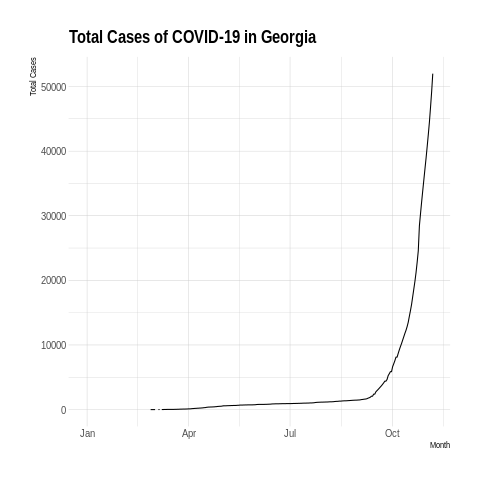 Total Cases of COVID-19 in Georgia
Total Cases
50000
40000
30000
20000
10000
0
Jan Apr Jul Oct
Month